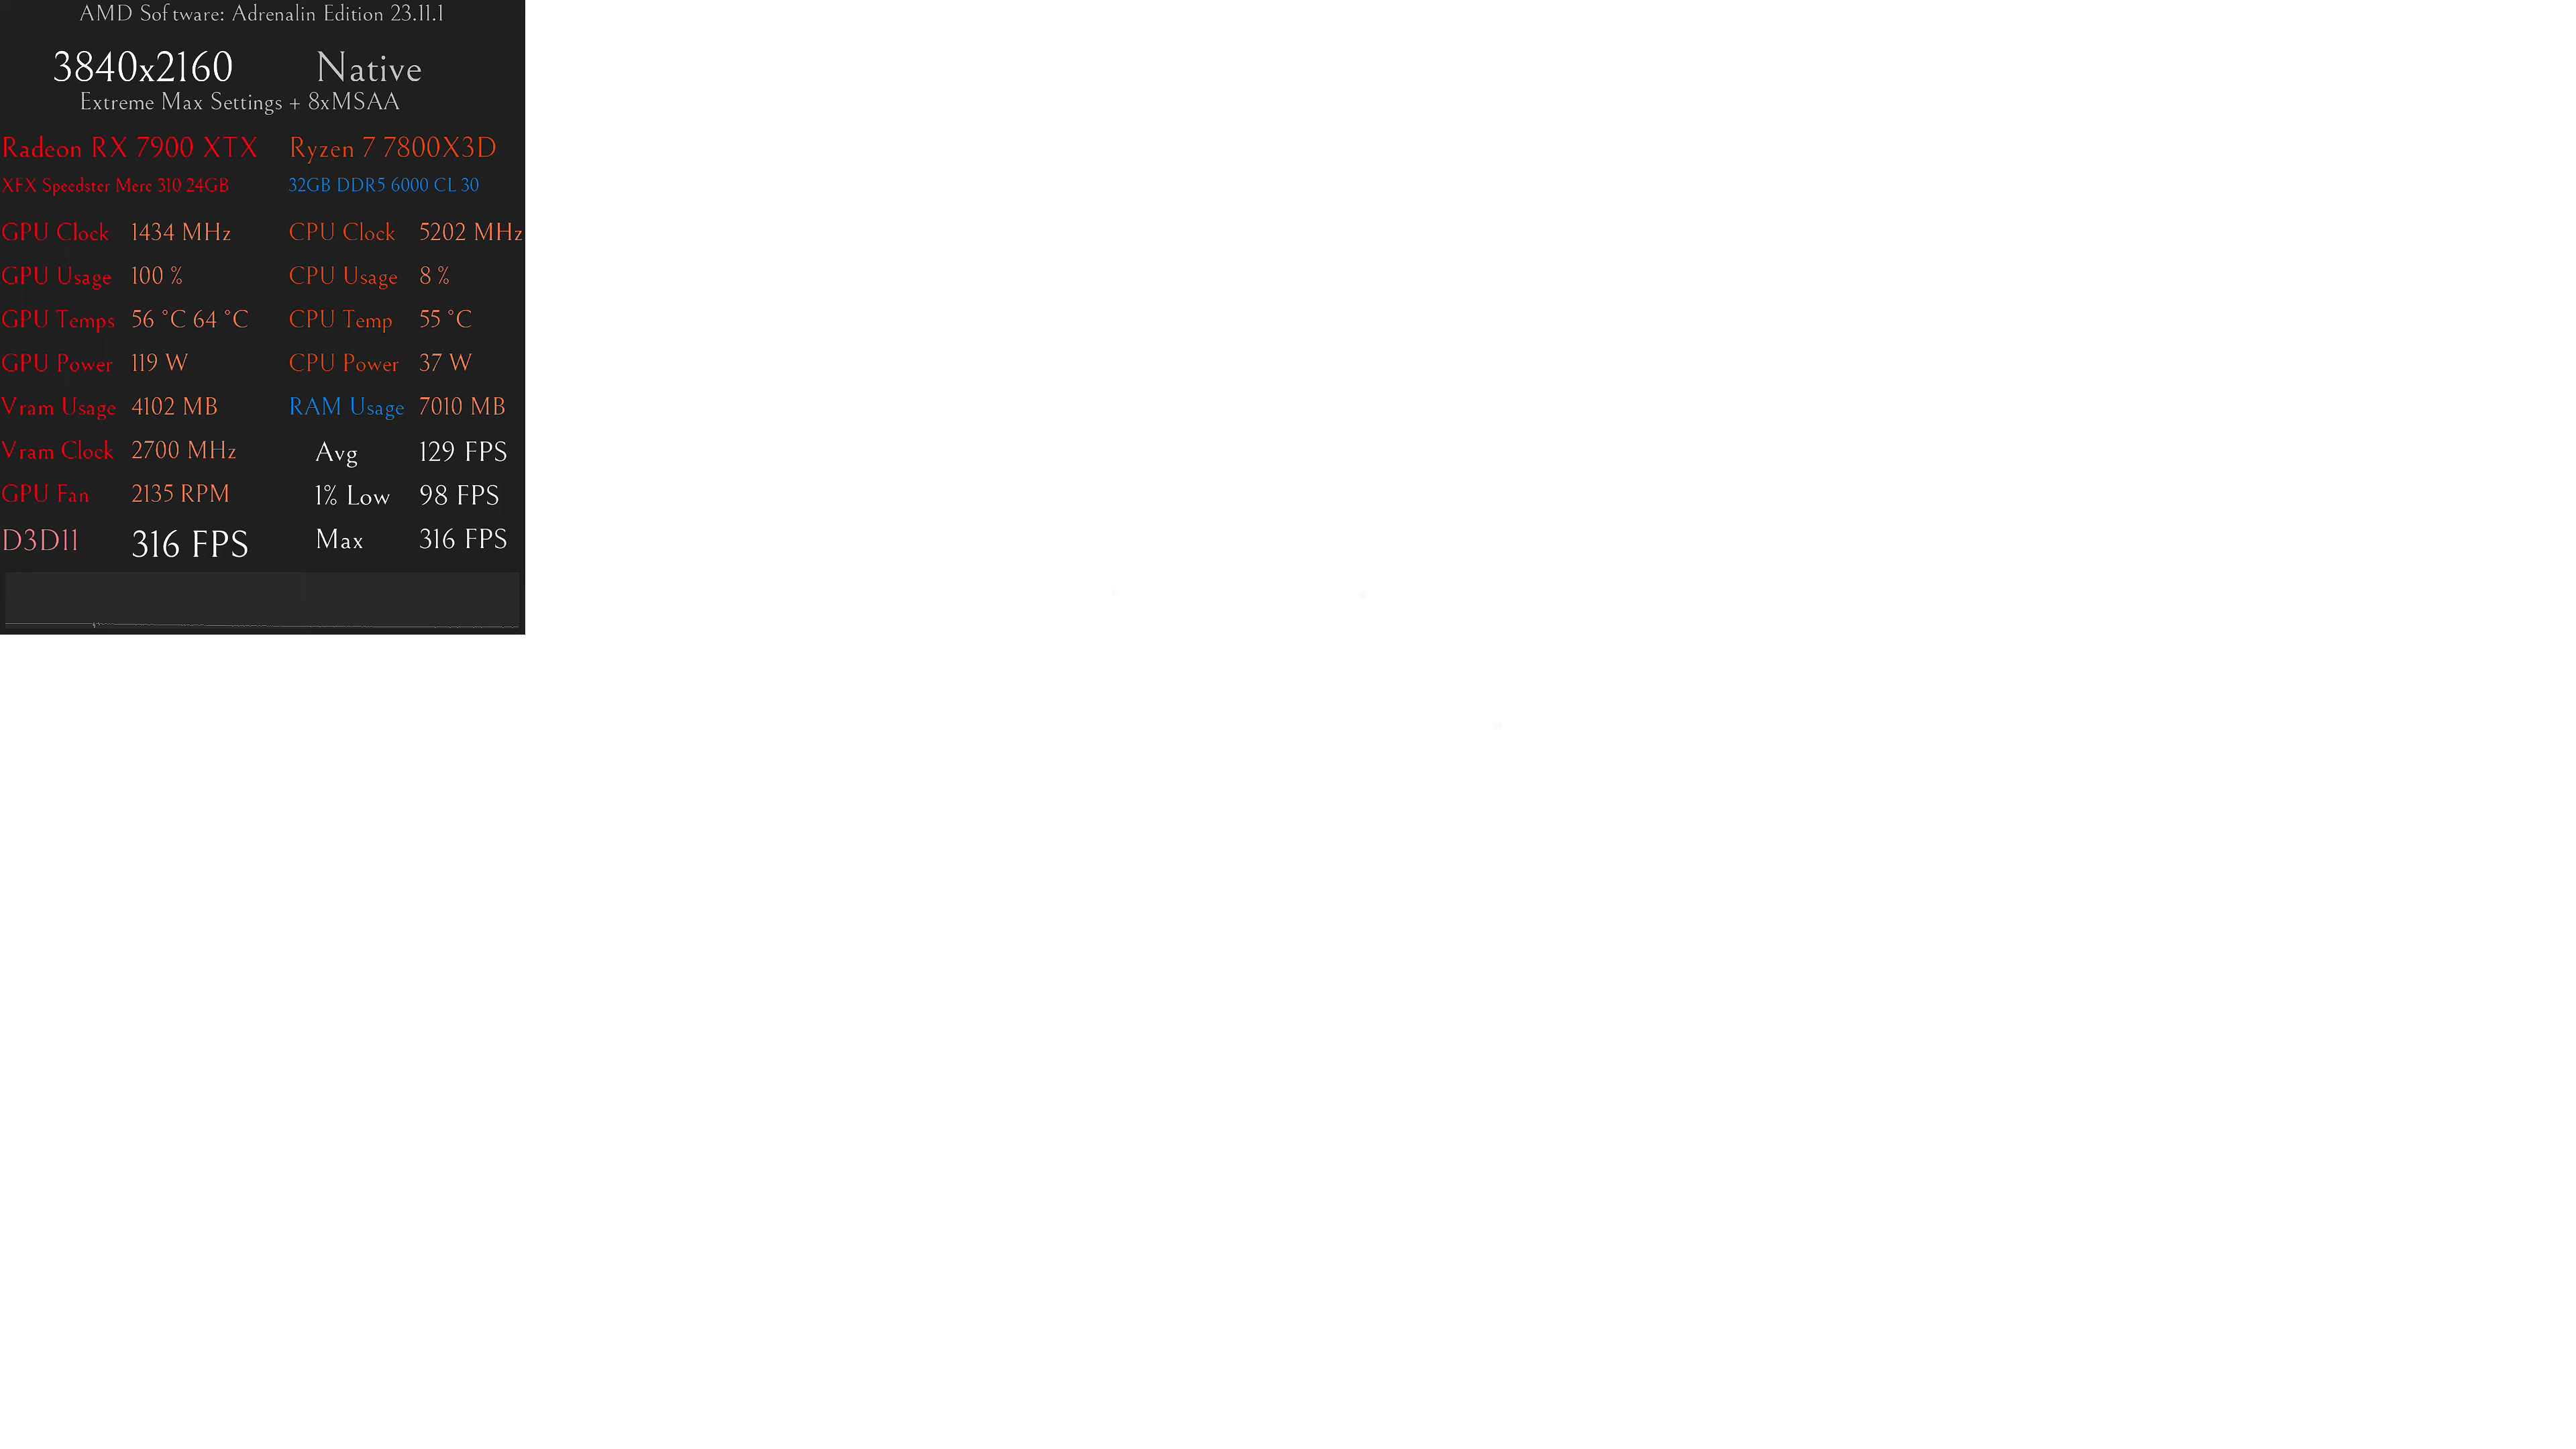 AMD Software: Adrenalin Edition 23.11.1
3840x2160 Native
Extreme Max Settings + 8xMSAA
Radeon RX 7900 XTX Ryzen 7 7800X3D
XFX Speedster Merc 310 24GB 32GB DDR5 6000 CL 30
GPU Clock 1434 MHz CPU Clock 5202 MHz
GPU Usage 100 % CPU Usage 8 %
GPU Temps 56 °C 64 °C CPU Temp 55 °C
GPU Power 119 W CPU Power 37 W
Vram Usage 4102 MB RAM Usage 7010 MB
Vram Clock 2700 MHz Avg 129 FPS
GPU Fan 2135 RPM 1% Low 98 FPS
D3D11 316 FPS Max 316 FPS